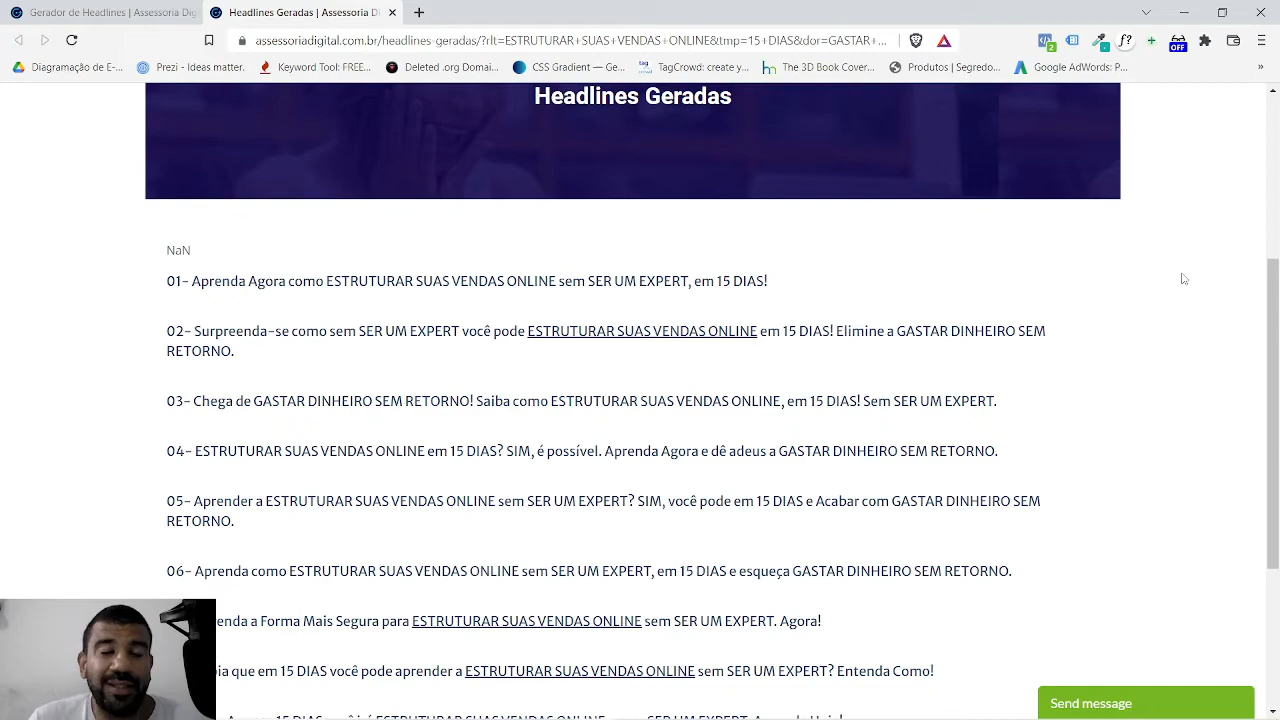 Gerador de Headlines | Assessoria Dig
Headlines Geradas | Assessoria Di
assessoriadigital.com.br/headlines-geradas/?rlt=ESTRUTURAR+SUAS+VENDAS+ONLINE&tmp=15+DIAS&dor=GASTAR+...
2
OFF
Diagramação de E...
Prezi - Ideas matter.
Keyword Tool: FRE...
Deleted .org Domai...
CSS Gradient — Ge...
tag TagCrowd: create y...
The 3D Book Cover...
Produtos | Segredo...
Google AdWords: P...
Headlines Geradas
NaN
01- Aprenda Agora como ESTRUTURAR SUAS VENDAS ONLINE sem SER UM EXPERT, em 15 DIAS!
02- Surpreenda-se como sem SER UM EXPERT você pode ESTRUTURAR SUAS VENDAS ONLINE em 15 DIAS! Elimine a GASTAR DINHEIRO SEM
RETORNO.
03- Chega de GASTAR DINHEIRO SEM RETORNO! Saiba como ESTRUTURAR SUAS VENDAS ONLINE, em 15 DIAS! Sem SER UM EXPERT.
04- ESTRUTURAR SUAS VENDAS ONLINE em 15 DIAS? SIM, é possível. Aprenda Agora e dê adeus a GASTAR DINHEIRO SEM RETORNO.
05- Aprender a ESTRUTURAR SUAS VENDAS ONLINE sem SER UM EXPERT? SIM, você pode em 15 DIAS e Acabar com GASTAR DINHEIRO SEM
RETORNO.
06- Aprenda como ESTRUTURAR SUAS VENDAS ONLINE sem SER UM EXPERT, em 15 DIAS e esqueça GASTAR DINHEIRO SEM RETORNO.
enda a Forma Mais Segura para ESTRUTURAR SUAS VENDAS ONLINE sem SER UM EXPERT. Agora!
que em 15 DIAS você pode aprender a ESTRUTURAR SUAS VENDAS ONLINE sem SER UM EXPERT? Entenda Como!
Send message